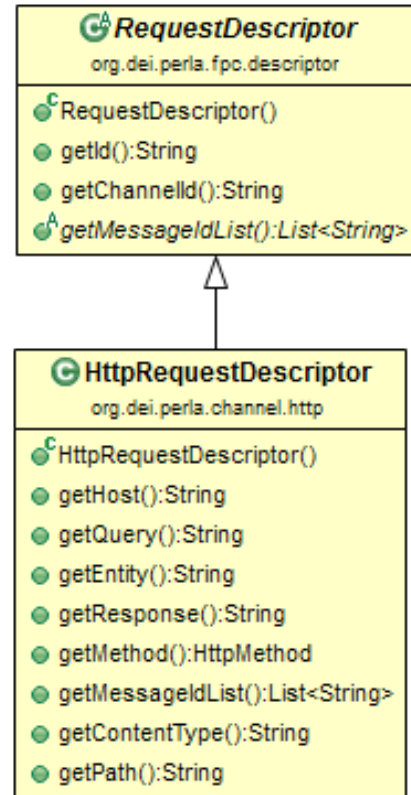 RequestDescriptor
org.dei.perla.fpc.descriptor
RequestDescriptor()
getId():String
getChannelId():String
getMessageIdList():List<String>
HttpRequestDescriptor
org.dei.perla.channel.http
HttpRequestDescriptor()
getHost():String
getQuery():String
getEntity():String
getResponse():String
getMethod():HttpMethod
getMessageIdList():List<String>
getContentType():String
getPath():String